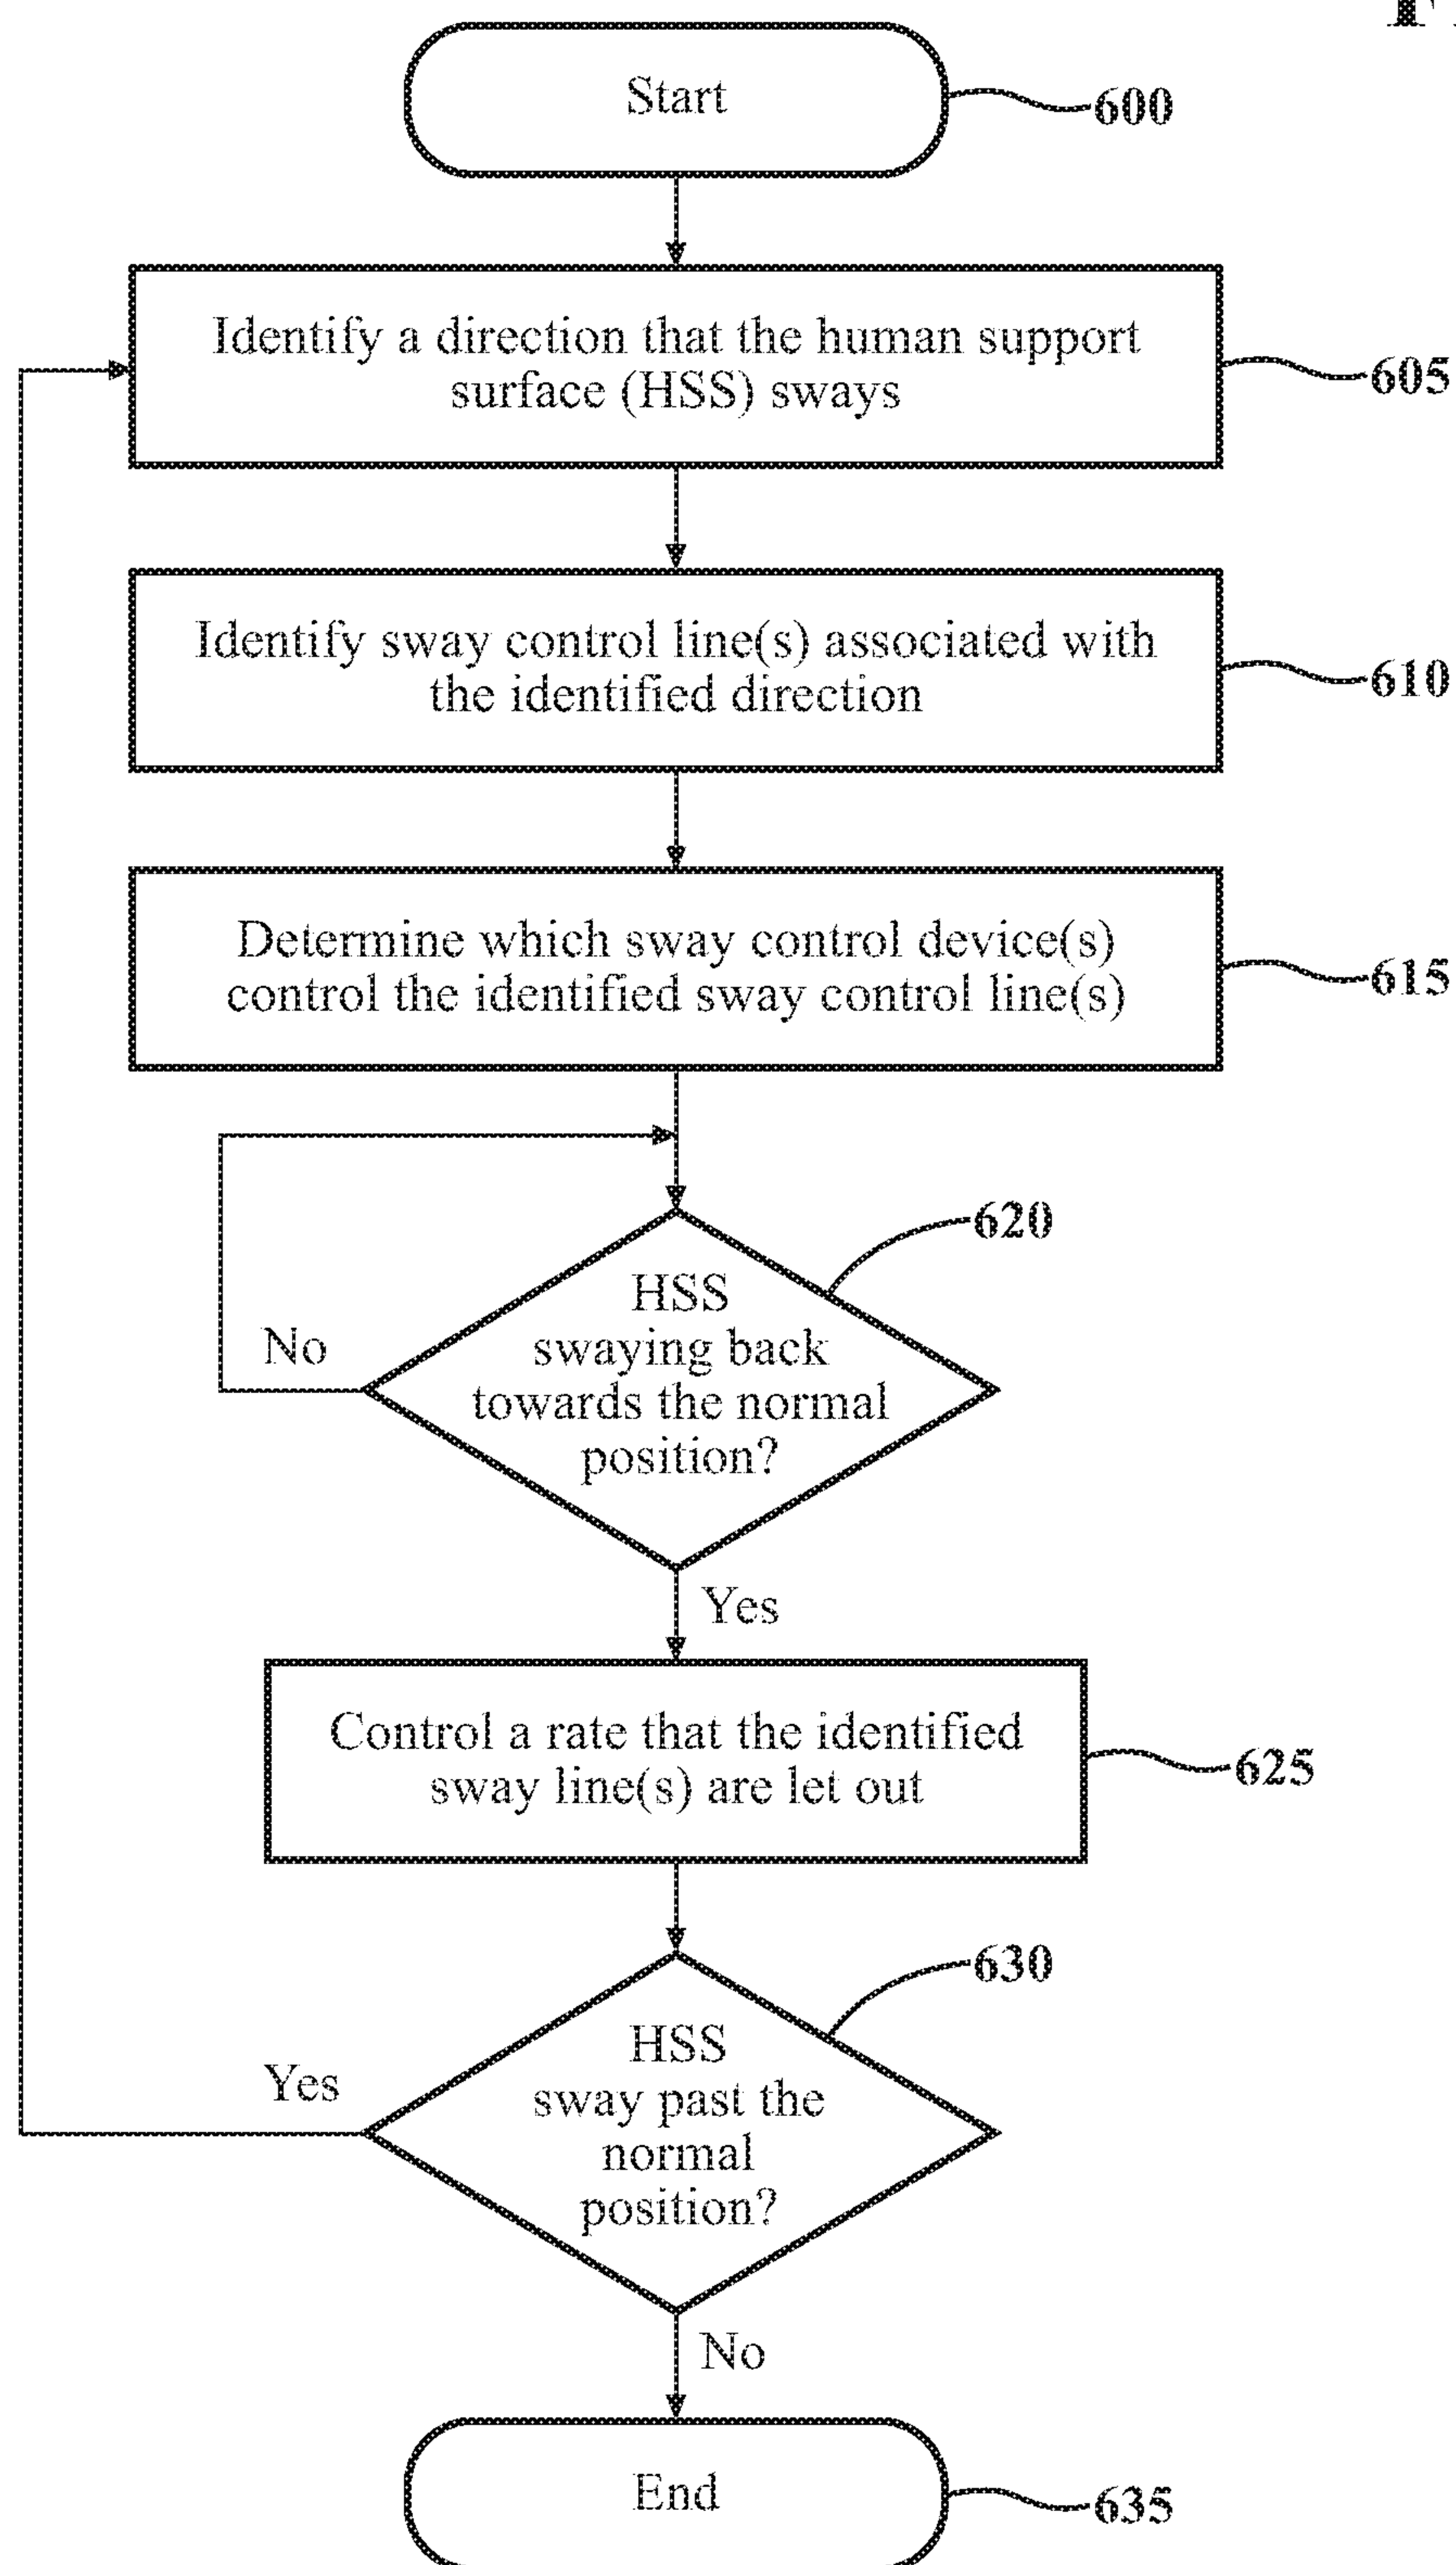 Start
600
Identify a direction that the human support
surface (HSS) sways
605
Identify sway control line(s) associated with
the identified direction
610
Determine which sway control device(s)
control the identified sway control line(s)
615
620
HSS
swaying back
towards the normal
position?
No
Yes
Control a rate that the identified
sway line(s) are let out
625
630
HSS
sway past the
normal
position?
Yes
No
End
635